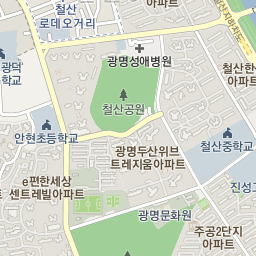 철산
로데오거리
광명성애병원
광덕
철산한
아파트
철산공원
안현초등학교
광명두산위브
트레지움아파트
철산중학교
e편한세상
센트레빌아파트
진성고
광명문화원
주공2단지
아파트